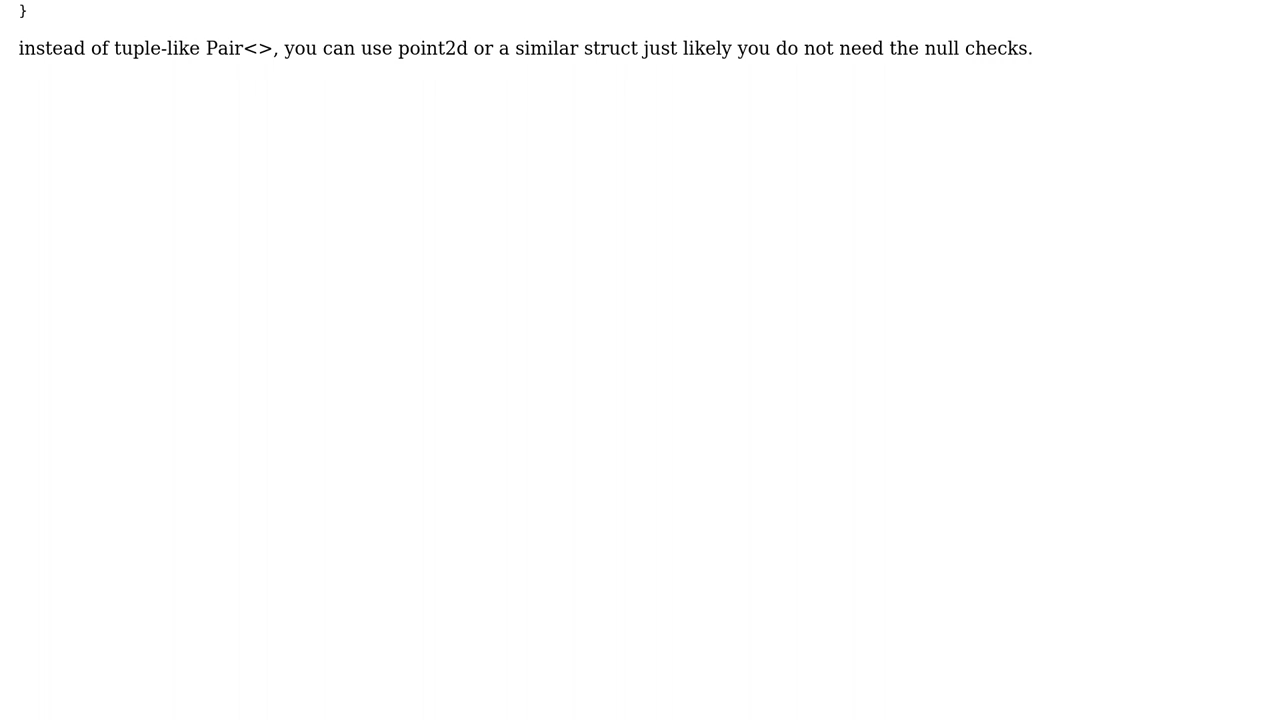 }
instead of tuple-like Pair<>, you can use point2d or a similar struct just likely you do not need the null checks.